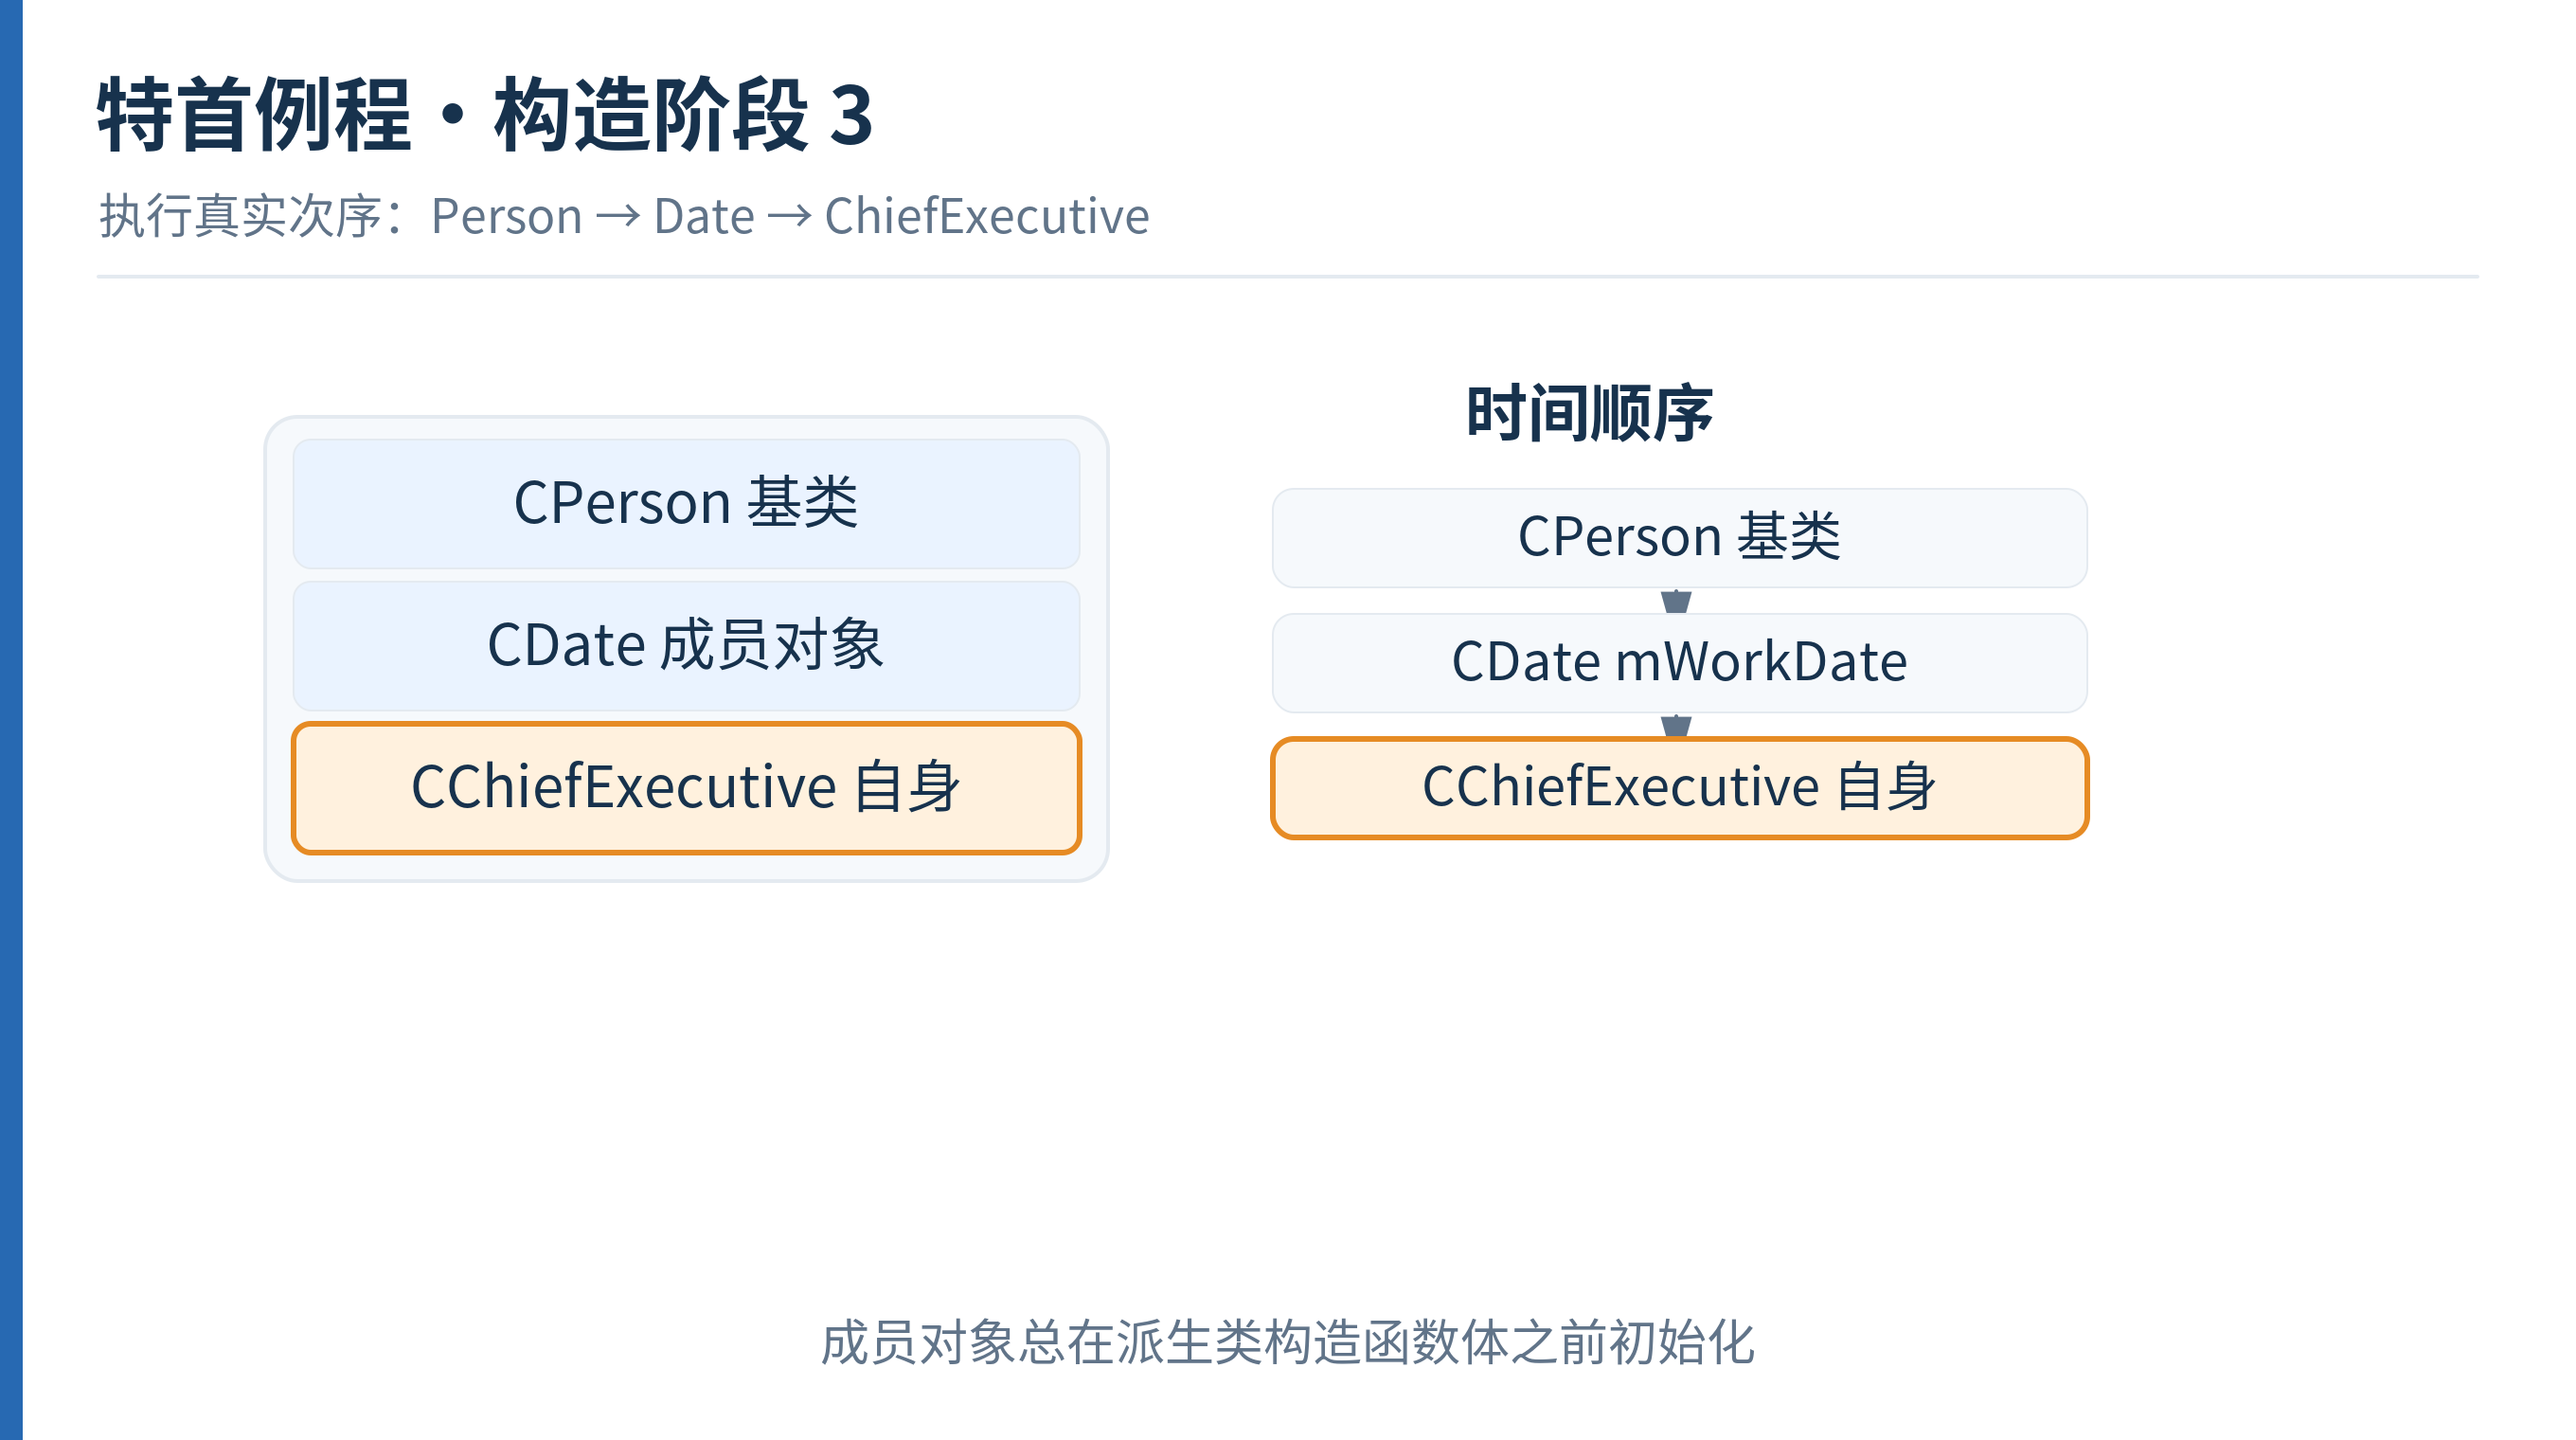 特首例程·构造阶段 3
执行真实次序：Person → Date → ChiefExecutive
CPerson 基类
CDate 成员对象
CChiefExecutive 自身
时间顺序
CPerson 基类
CDate mWorkDate
CChiefExecutive 自身
成员对象总在派生类构造函数体之前初始化